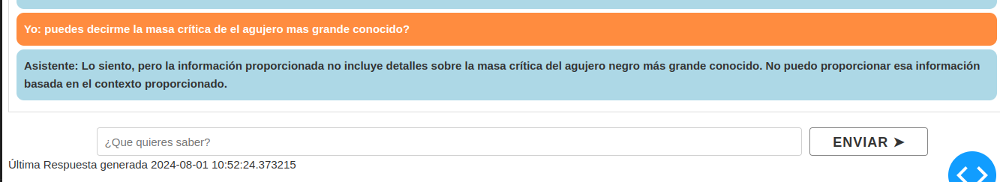 Yo: puedes decirme la masa crítica de el agujero mas grande conocido?
Asistente: Lo siento, pero la información proporcionada no incluye detalles sobre la masa crítica del agujero negro más grande conocido. No puedo proporcionar esa información
basada en el contexto proporcionado.
¿Que quieres saber?
ENVIAR ➤
Última Respuesta generada 2024-08-01 10:52:24.373215